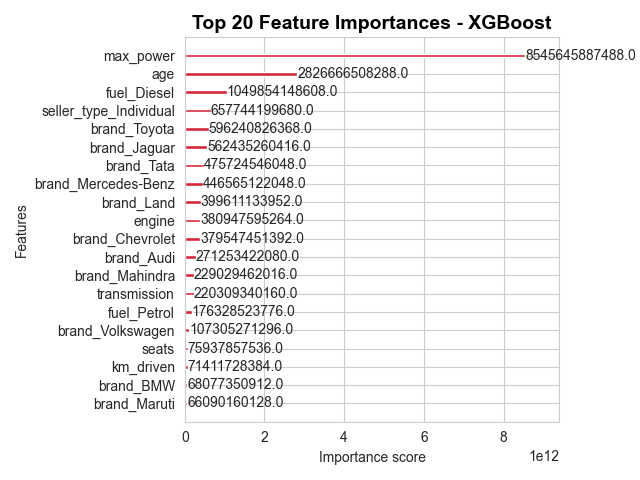 Top 20 Feature Importances - XGBoost
max_power 8545645887488.0
age 2826666508288.0
fuel_Diesel 1049854148608.0
seller_type_Individual 657744199680.0
brand_Toyota 596240826368.0
brand_Jaguar 562435260416.0
brand_Tata 475724546048.0
brand_Mercedes-Benz 446565122048.0
brand_Land 399611133952.0
engine 380947595264.0
brand_Chevrolet 379547451392.0
brand_Audi 271253422080.0
brand_Mahindra 229029462016.0
transmission 220309340160.0
fuel_Petrol 176328523776.0
brand_Volkswagen 107305271296.0
seats 75937857536.0
km_driven 71411728384.0
brand_BMW 68077350912.0
brand_Maruti 66090160128.0
Features
0 2 4 6 8
1e12
Importance score